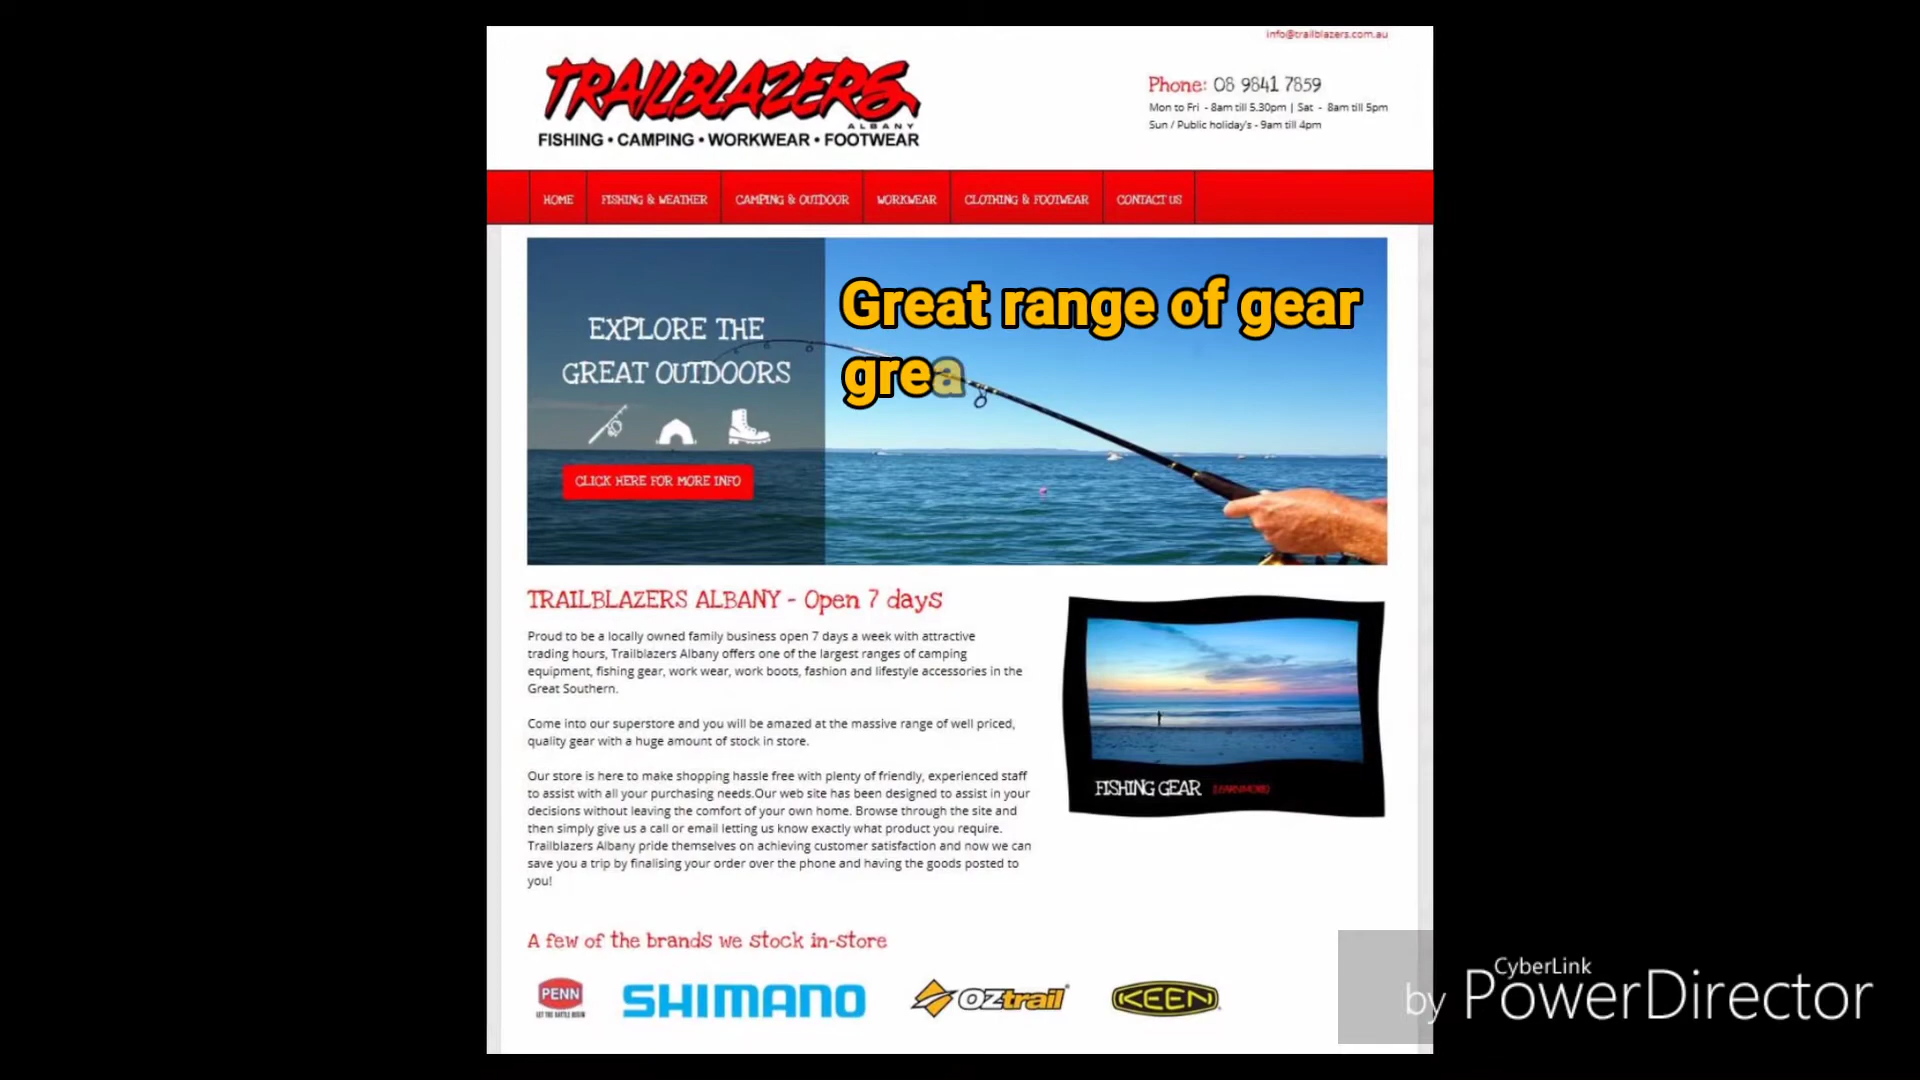 info@trailblazers.com.au
TRAILBLAZERS
ALBANY
FISHING • CAMPING • WORKWEAR • FOOTWEAR
Phone: 08 9841 7859
Mon to Fri - 8am till 5.30pm | Sat - 8am till 5pm
Sun / Public holiday's - 9am till 4pm
HOME
FISHING & WEATHER
CAMPING & OUTDOOR
WORKWEAR
CLOTHING & FOOTWEAR
CONTACT US
EXPLORE THE
GREAT OUTDOORS
CLICK HERE FOR MORE INFO
Great range of gear
grea
TRAILBLAZERS ALBANY - Open 7 days
Proud to be a locally owned family business open 7 days a week with attractive
trading hours, Trailblazers Albany offers one of the largest ranges of camping
equipment, fishing gear, work wear, work boots, fashion and lifestyle accessories in the
Great Southern.
Come into our superstore and you will be amazed at the massive range of well priced,
quality gear with a huge amount of stock in store.
Our store is here to make shopping hassle free with plenty of friendly, experienced staff
to assist with all your purchasing needs.Our web site has been designed to assist in your
decisions without leaving the comfort of your own home. Browse through the site and
then simply give us a call or email letting us know exactly what product you require.
Trailblazers Albany pride themselves on achieving customer satisfaction and now we can
save you a trip by finalising your order over the phone and having the goods posted to
you!
FISHING GEAR LEARN MORE
A few of the brands we stock in-store
PENN
LET THE BATTLE BEGIN
SHIMANO
OZtrail
KEEN
by CyberLink PowerDirector